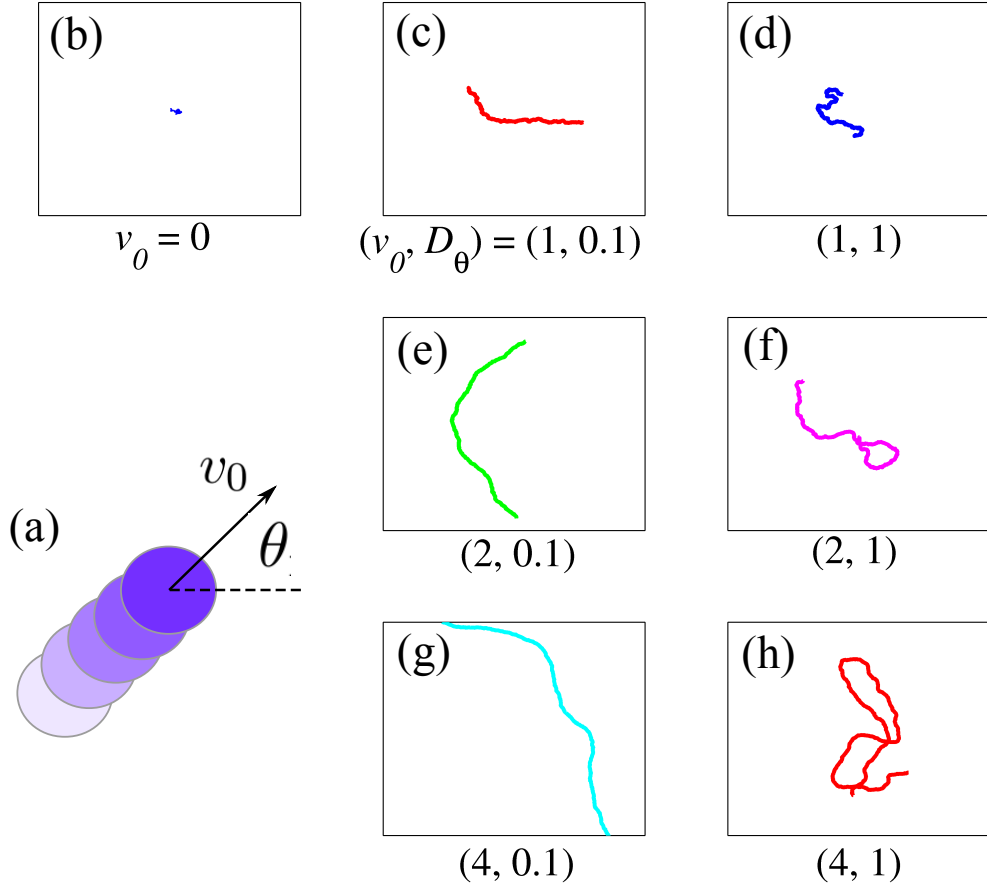 (b)
v₀ = 0
(c)
(v₀, D_θ) = (1, 0.1)
(d)
(1, 1)
(a)
v₀
θ
(e)
(2, 0.1)
(f)
(2, 1)
(g)
(4, 0.1)
(h)
(4, 1)